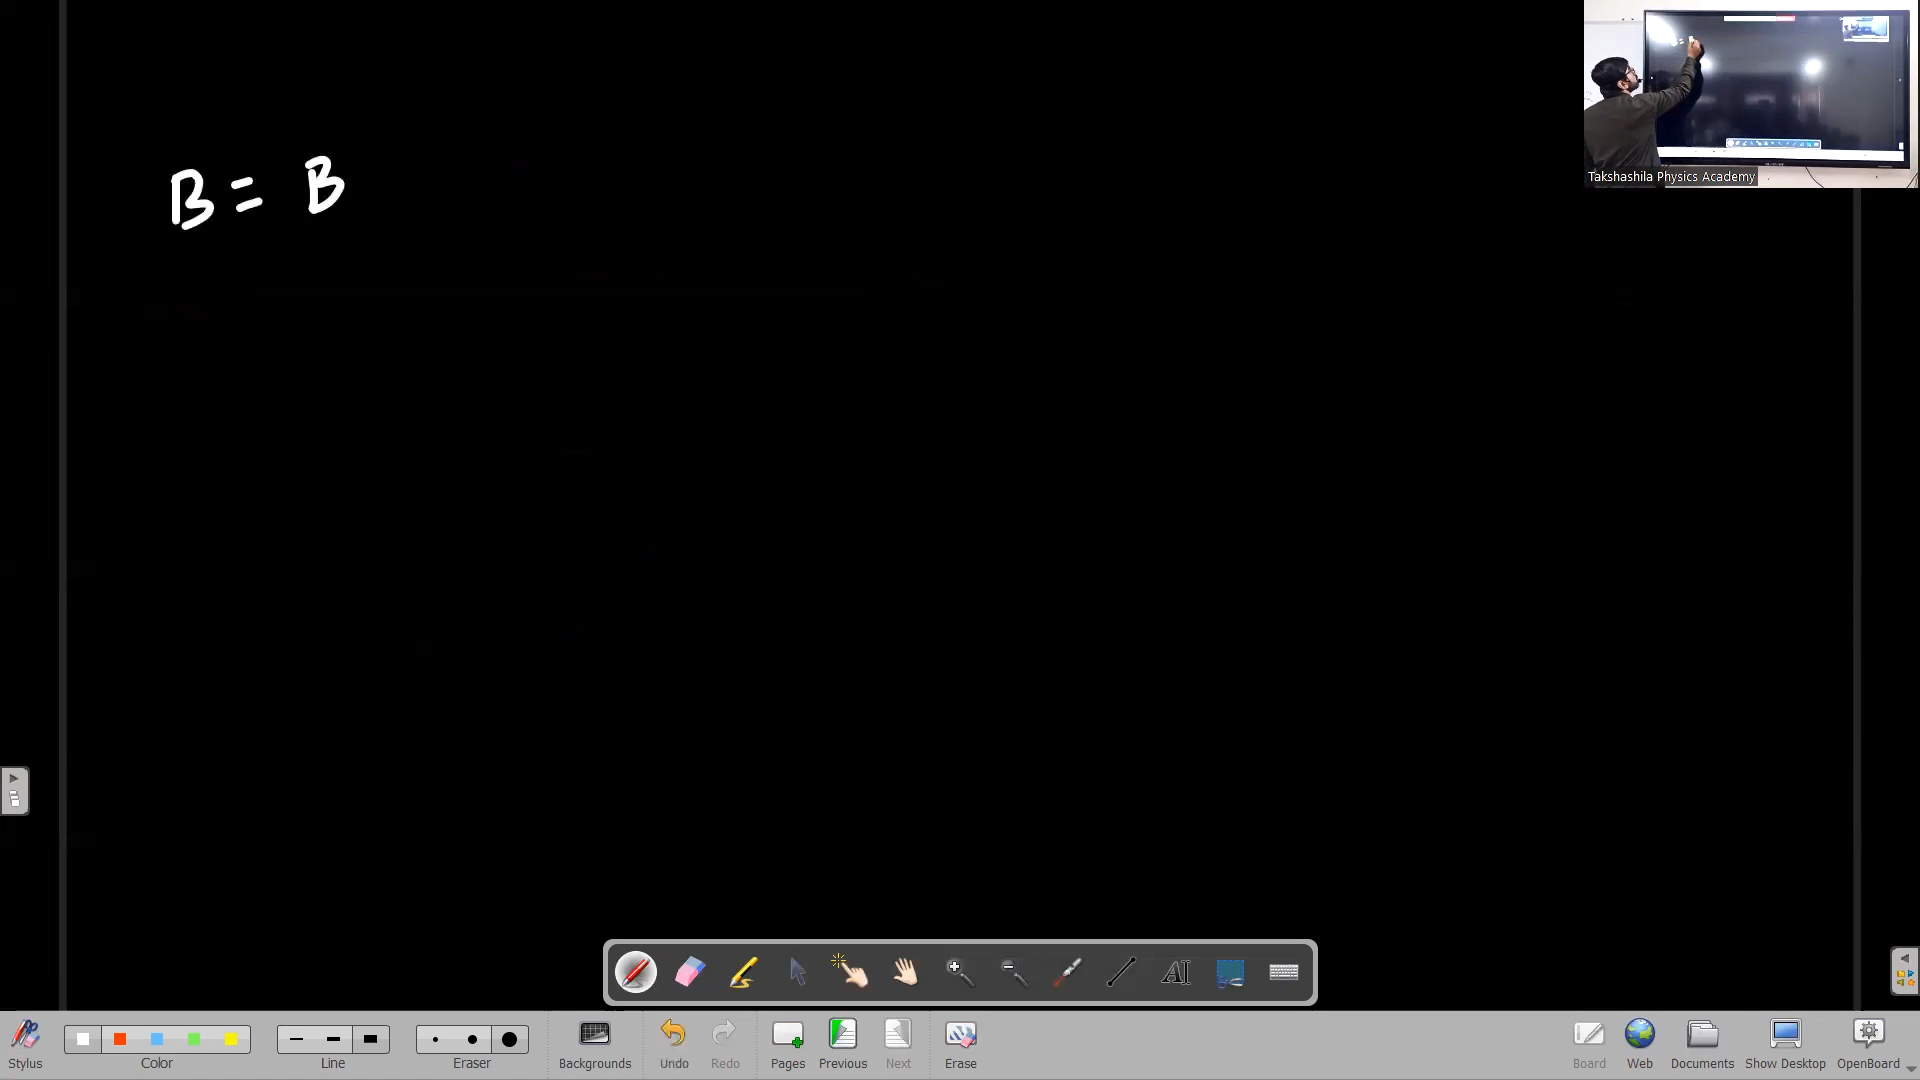 B = B
Takshashila Physics Academy
Stylus
Color
Line
Eraser
Backgrounds
Undo
Redo
Pages
Previous
Next
Erase
Board
Web
Documents
Show Desktop
OpenBoard